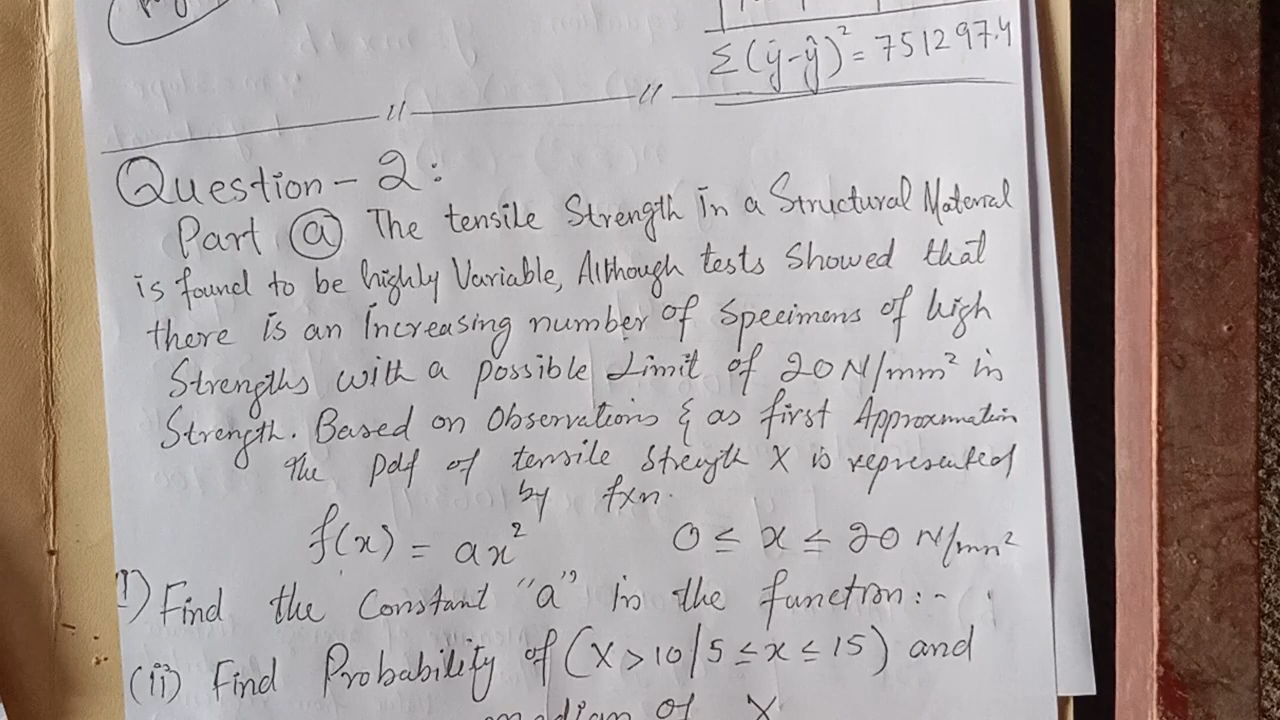 Σ(y-ŷ)² = 751297.4
Question - 2:
Part (a) The tensile Strength in a Structural Material
is found to be highly Variable, Although tests showed that
there is an increasing number of specimens of high
Strengths with a possible Limit of 20 N/mm² in
Strength. Based on Observations & as first Approximation
The Pdf of tensile Strength X is represented
by fxn.
f(x) = ax² 0 ≤ x ≤ 20 N/mm²
i) Find the Constant "a" in the function:-
(ii) Find Probability of (X > 10 / 5 ≤ x ≤ 15) and
median of X